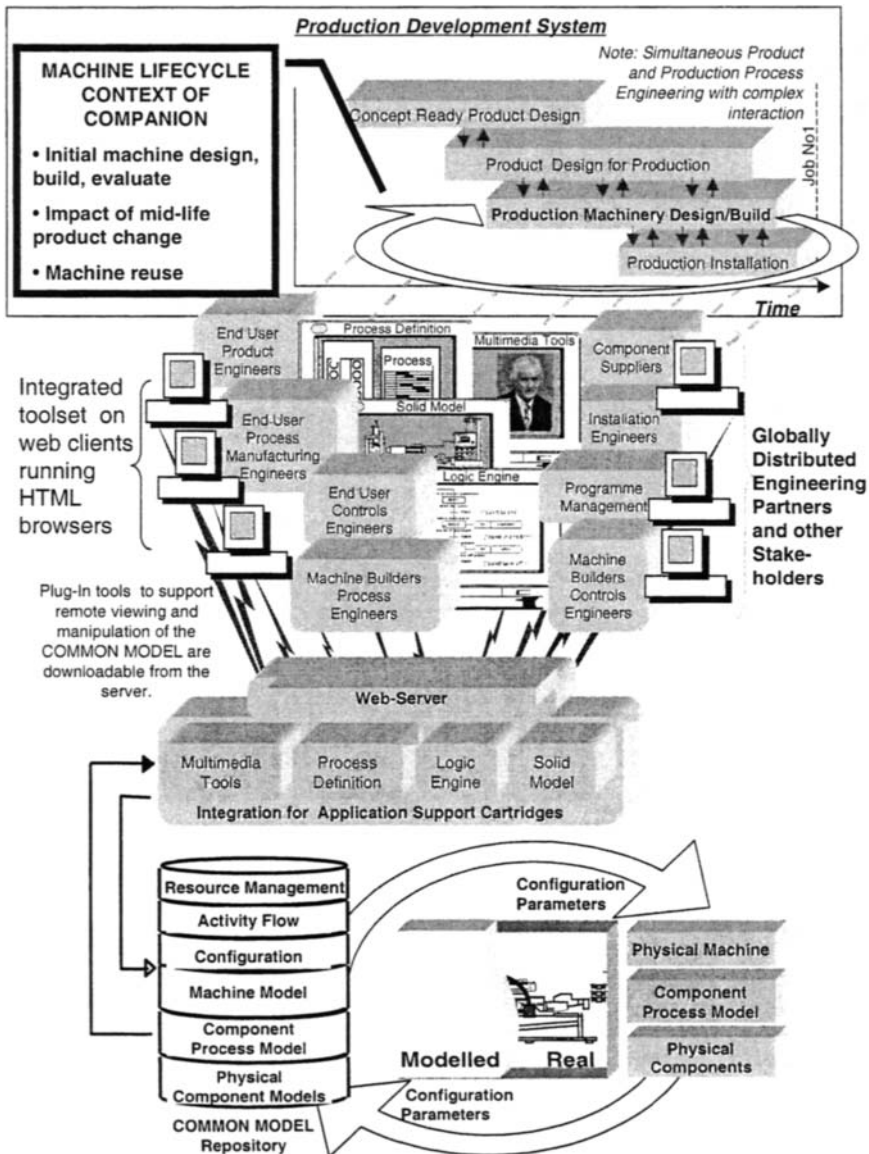 Production Development System
MACHINE LIFECYCLE
CONTEXT OF
COMPANION
• Initial machine design,
build, evaluate
• Impact of mid-life
product change
• Machine reuse
Note: Simultaneous Product
and Production Process
Engineering with complex
interaction
Concept Ready Product Design
Product Design for Production
Production Machinery Design/Build
Production Installation
Job No1
Time
End User
Product
Engineers
Process Definition
Process
Multimedia Tools
Component
Suppliers
Integrated
toolset on
web clients
running
HTML
browsers
End-User
Process
Manufacturing
Engineers
Solid Model
Installation
Engineers
Globally
Distributed
Engineering
Partners
and other
Stake-
holders
End User
Controls
Engineers
Logic Engine
Programme
Management
Machine Builders
Process
Engineers
Machine
Builders
Controls
Engineers
Plug-In tools to support
remote viewing and
manipulation of the
COMMON MODEL are
downloadable from the
server.
Web-Server
Multimedia
Tools
Process
Definition
Logic
Engine
Solid
Model
Integration for Application Support Cartridges
Resource Management
Activity Flow
Configuration
Machine Model
Component
Process Model
Physical
Component Models
COMMON MODEL
Repository
Configuration
Parameters
Modelled
Real
Physical Machine
Component
Process Model
Physical
Components
Configuration
Parameters